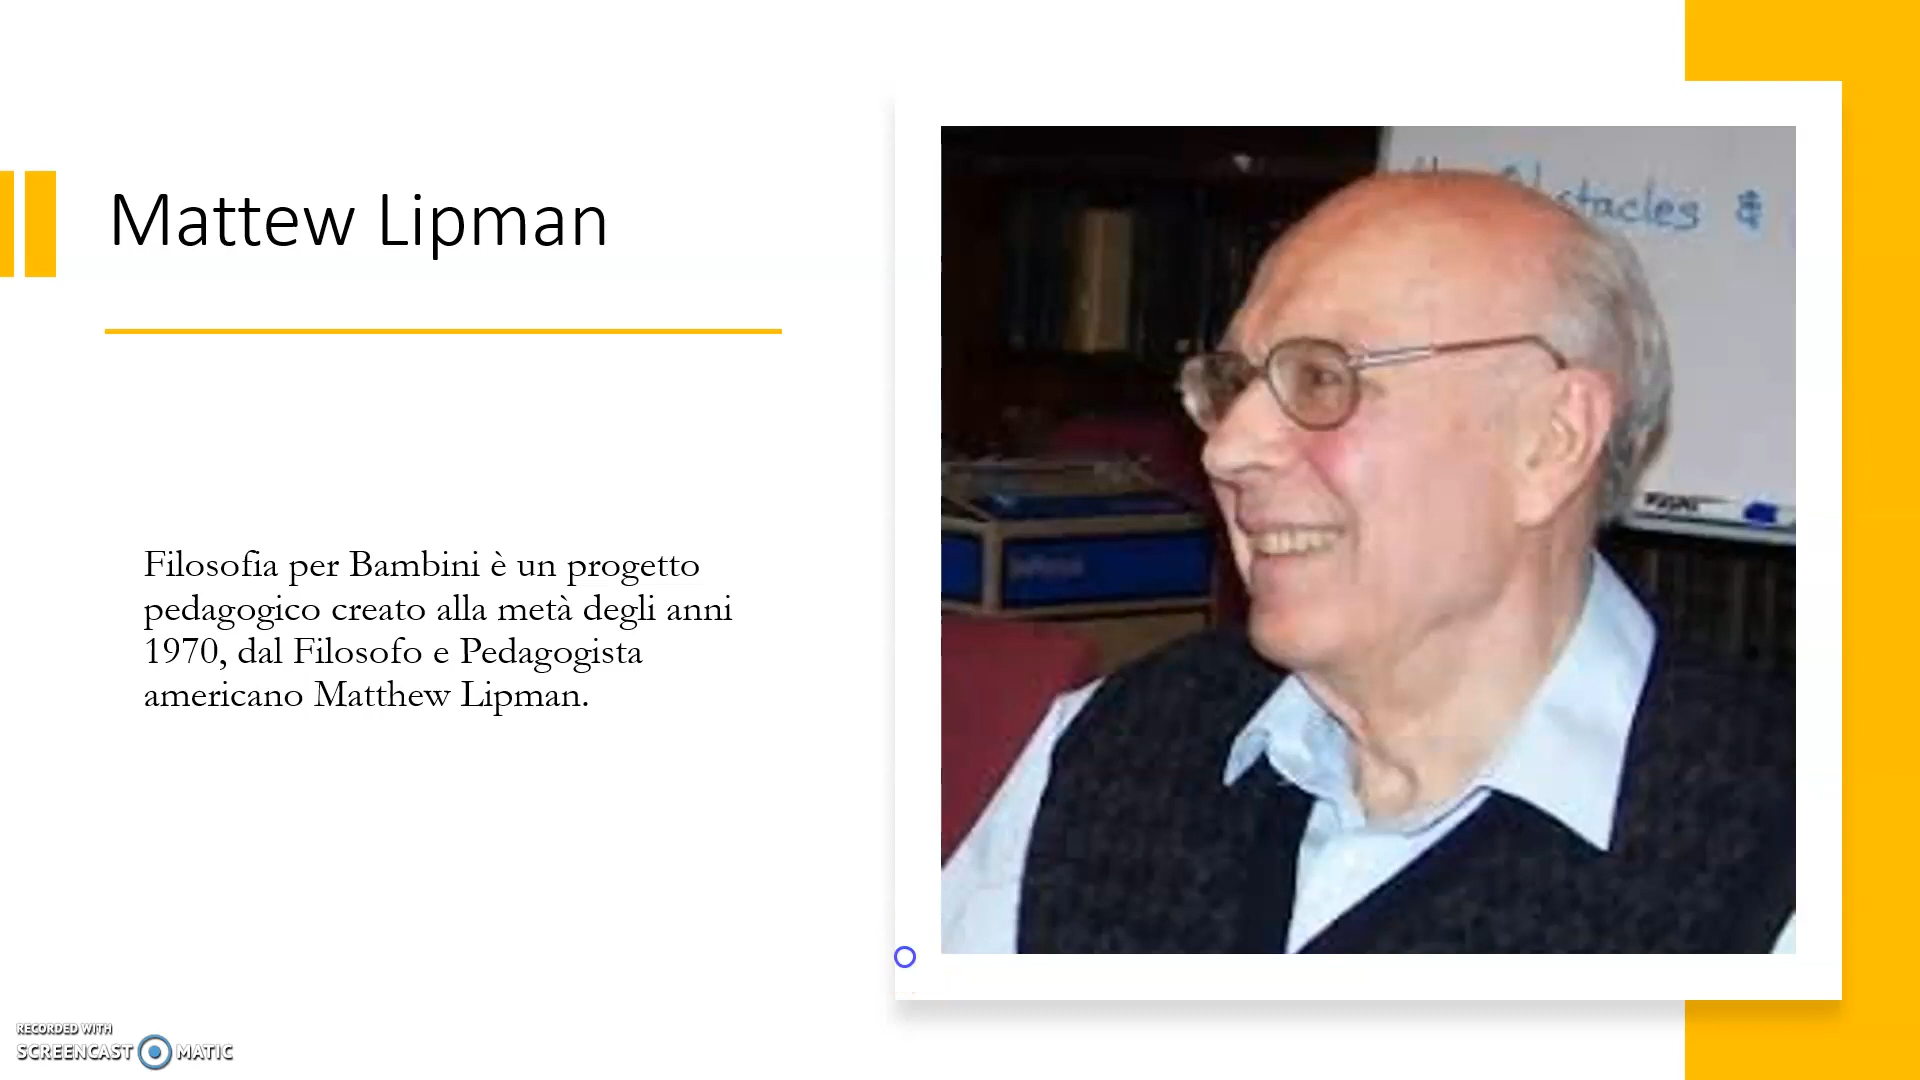 Mattew Lipman
Filosofia per Bambini è un progetto
pedagogico creato alla metà degli anni
1970, dal Filosofo e Pedagogista
americano Matthew Lipman.
Obstacles &
RECORDED WITH
SCREENCAST MATIC